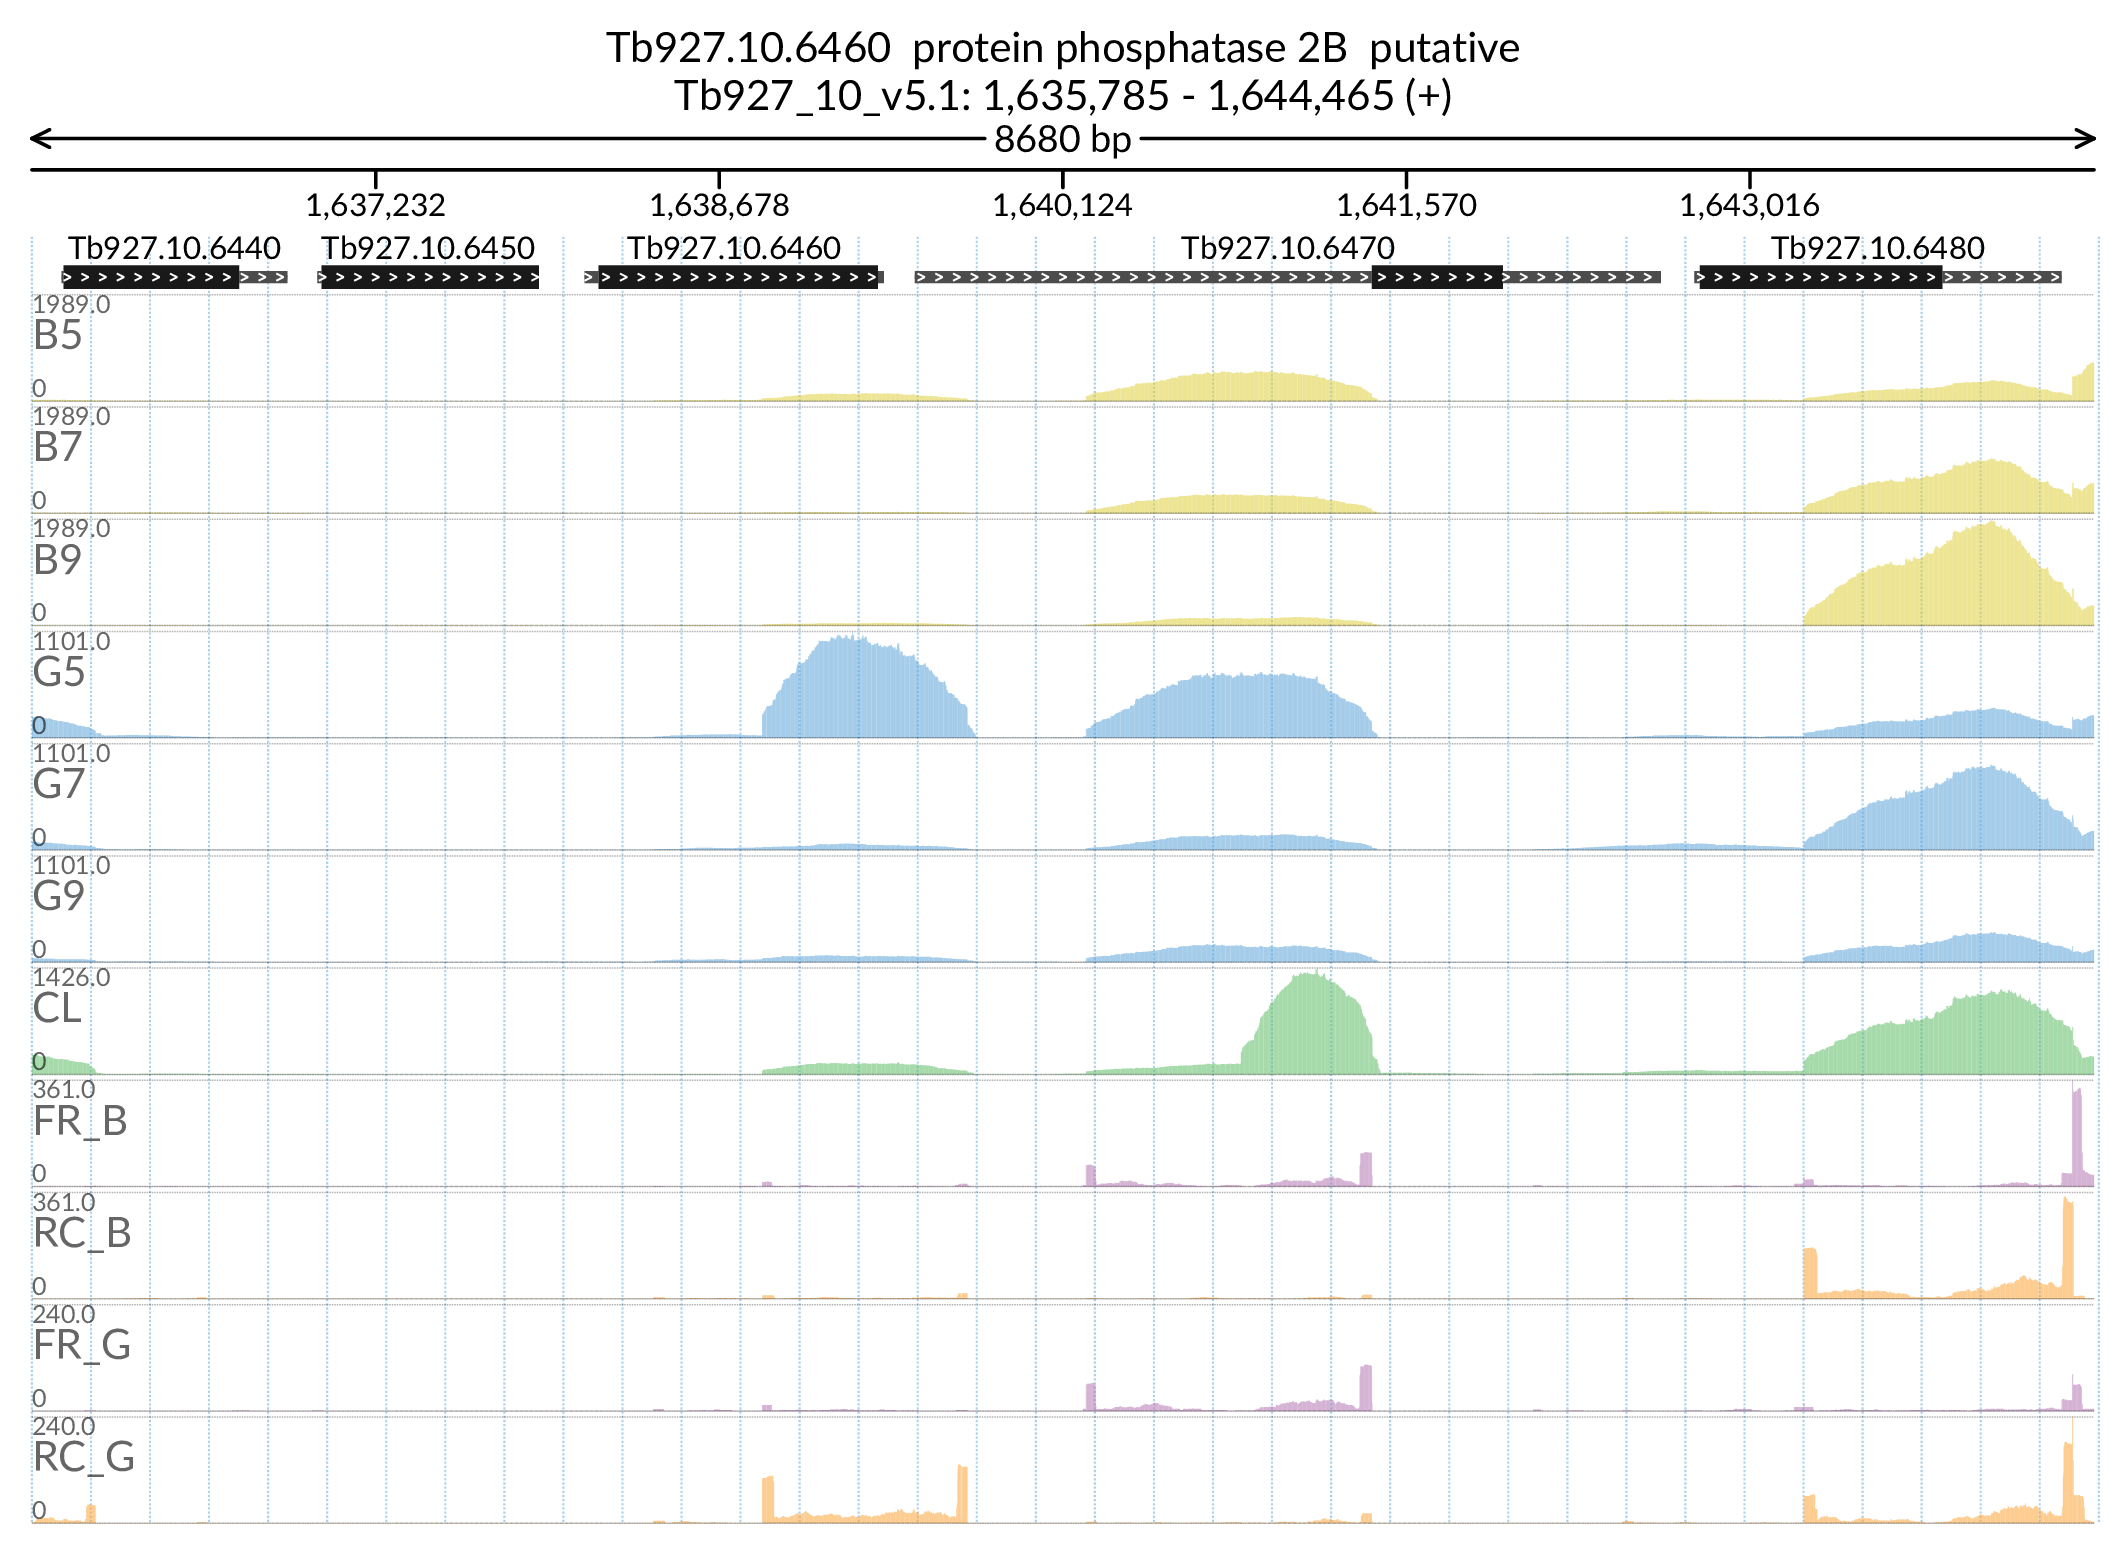 Tb927.10.6460  protein phosphatase 2B  putative
Tb927_10_v5.1: 1,635,785 - 1,644,465 (+)
8680 bp
1,637,232 1,638,678 1,640,124 1,641,570 1,643,016
Tb927.10.6440 Tb927.10.6450 Tb927.10.6460 Tb927.10.6470 Tb927.10.6480
1989.0
B5
0
1989.0
B7
0
1989.0
B9
0
1101.0
G5
0
1101.0
G7
0
1101.0
G9
0
1426.0
CL
0
361.0
FR_B
0
361.0
RC_B
0
240.0
FR_G
0
240.0
RC_G
0